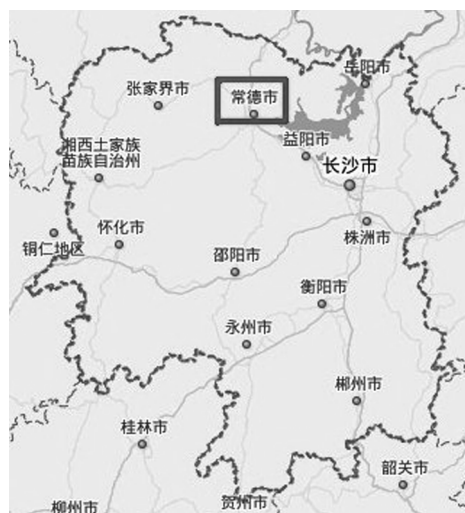 岳阳市
张家界市
常德市
益阳市
湘西土家族
苗族自治州
长沙市
怀化市
株洲市
铜仁地区
邵阳市
衡阳市
永州市
郴州市
桂林市
韶关市
柳州市
贺州市